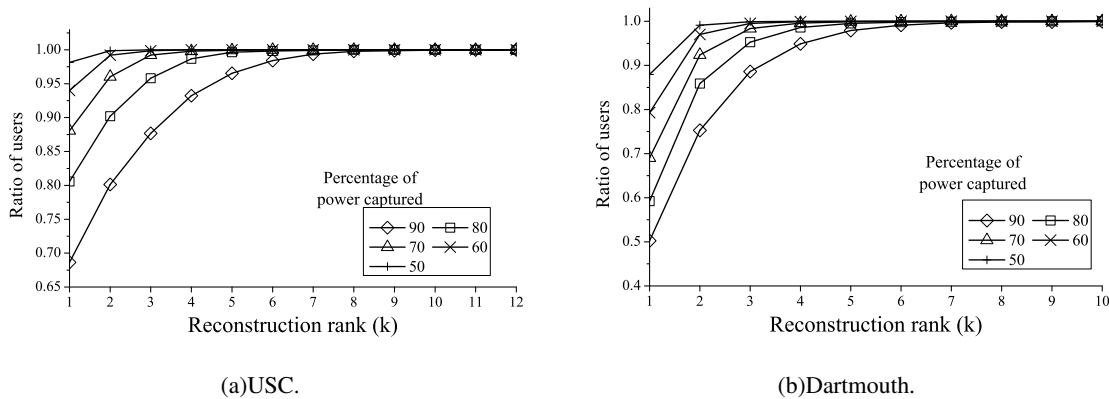 1.00
0.95
0.90
0.85
0.80
0.75
0.70
0.65
Ratio of users
1 2 3 4 5 6 7 8 9 10 11 12
Reconstruction rank (k)
Percentage of
power captured
90 80
70 60
50
(a)USC.
1.0
0.9
0.8
0.7
0.6
0.5
0.4
Ratio of users
1 2 3 4 5 6 7 8 9 10
Reconstruction rank (k)
Percentage of
power captured
90 80
70 60
50
(b)Dartmouth.